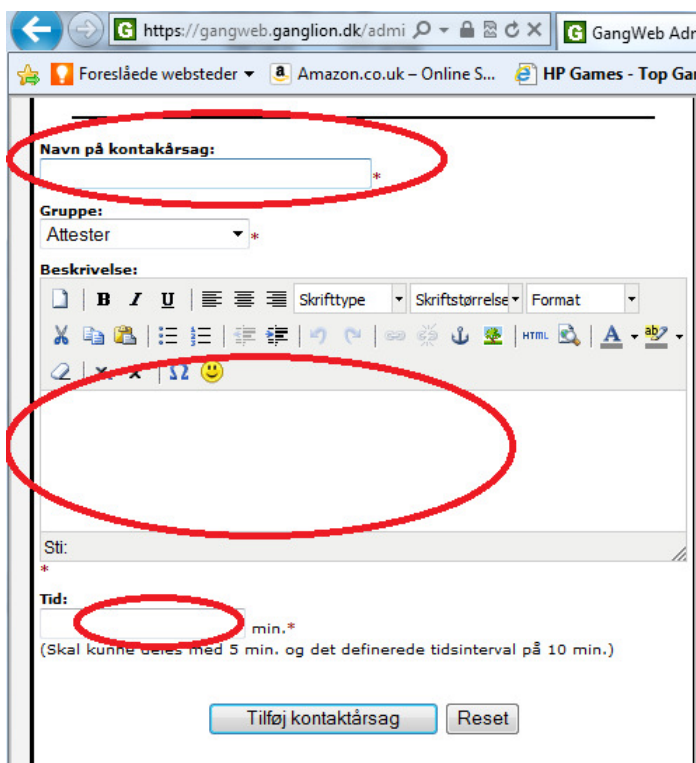 https://gangweb.ganglion.dk/admi
GangWeb Adr
Foreslåede websteder
Amazon.co.uk – Online S...
HP Games - Top Gar
Navn på kontakårsag:
*
Gruppe:
Attester
*
Beskrivelse:
B I U Skrifttype Skriftstørrelse Format
HTML A ab
x x Ω
Sti:
*
Tid:
min.*
(Skal kunne deles med 5 min. og det definerede tidsinterval på 10 min.)
Tilføj kontaktårsag Reset